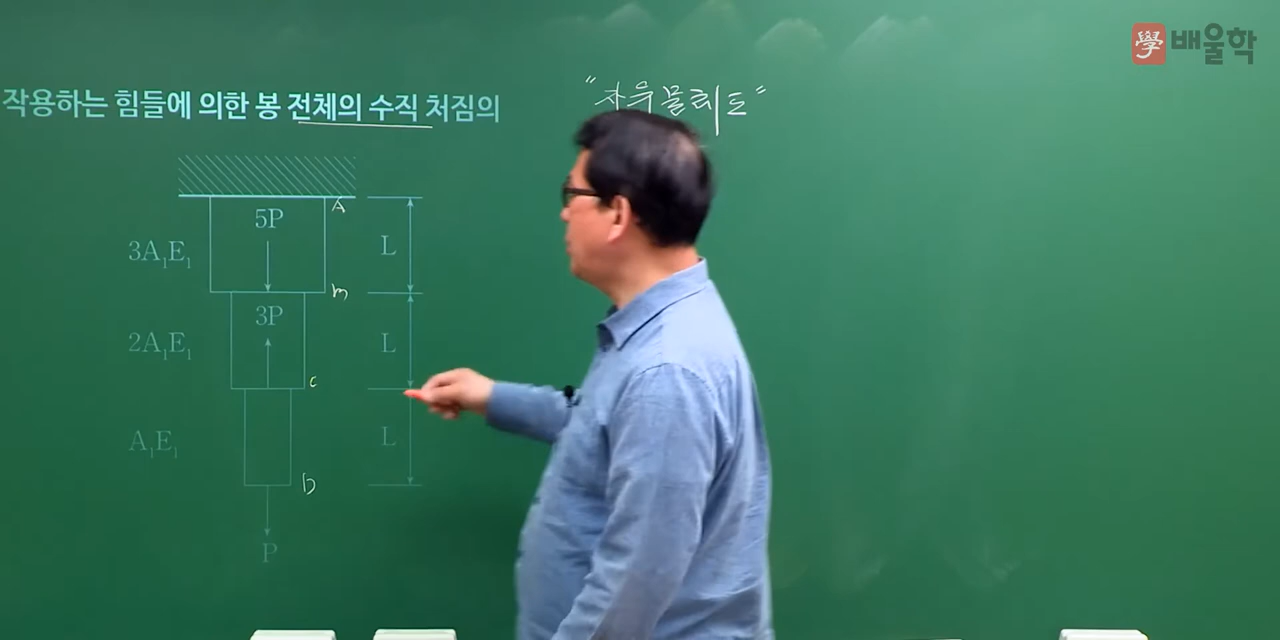 學 배울학
작용하는 힘들에 의한 봉 전체의 수직 처짐의
"자유물체도"
A
5P
3A₁E₁
L
B
3P
2A₁E₁
L
C
A₁E₁
L
D
P